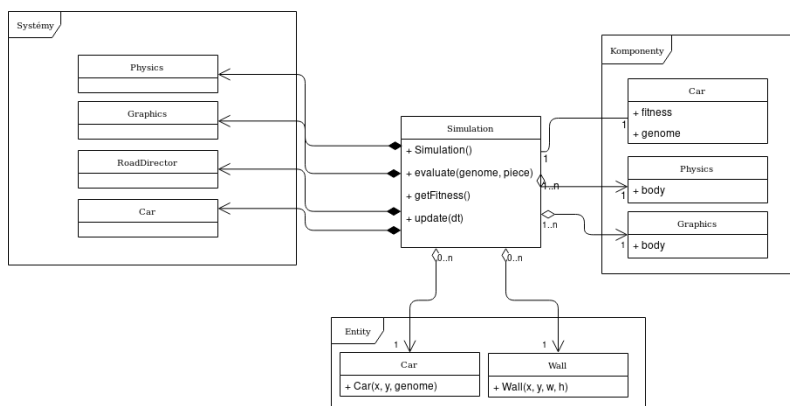 Systémy
Physics
Graphics
RoadDirector
Car
Simulation
+ Simulation()
+ evaluate(genome, piece)
+ getFitness()
+ update(dt)
Komponenty
Car
+ fitness
+ genome
1
1
Physics
+ body
1..n
1
Graphics
+ body
1..n
1
0..n
0..n
Entity
1
1
Car
+ Car(x, y, genome)
Wall
+ Wall(x, y, w, h)